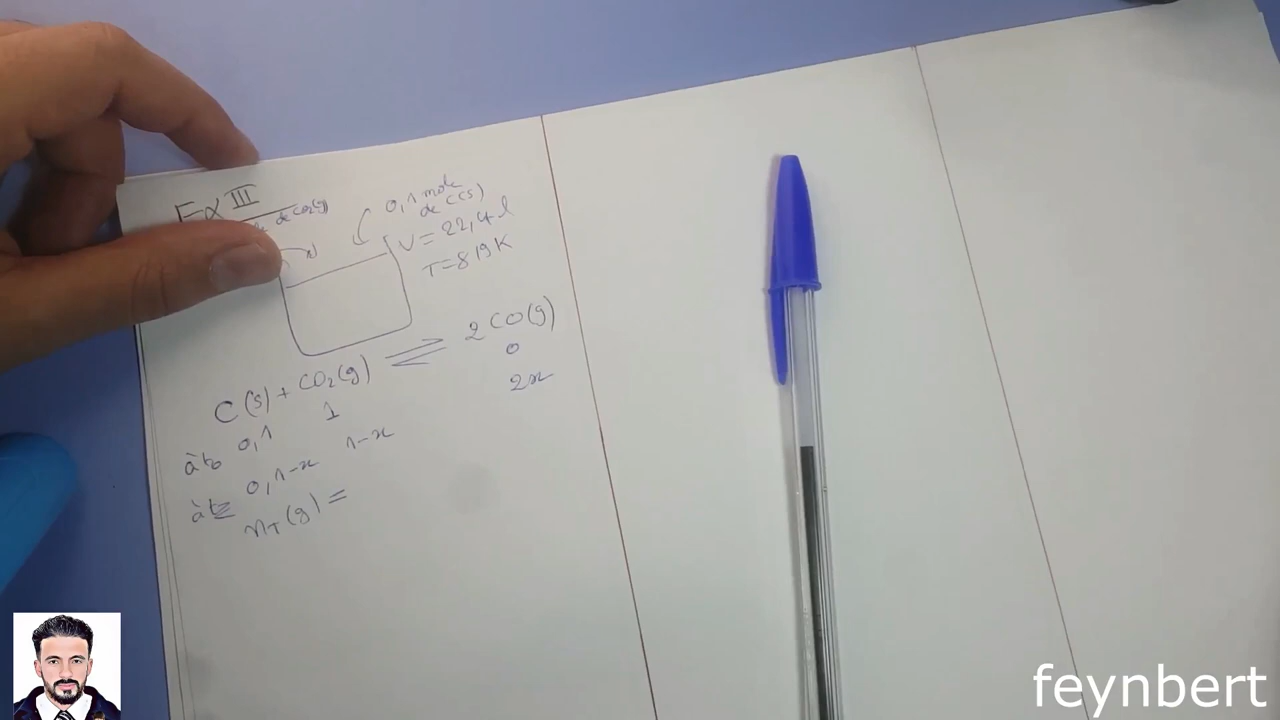 Ex III
de CO2(g)
0,1 mole
de C(s)
V = 22,4 l
T = 819 K
C(s) + CO2(g) ⇌ 2 CO(g)
à t0 0,1 1 0
à t≡ 0,1-x 1-x 2x
nT(g) =
feynbert